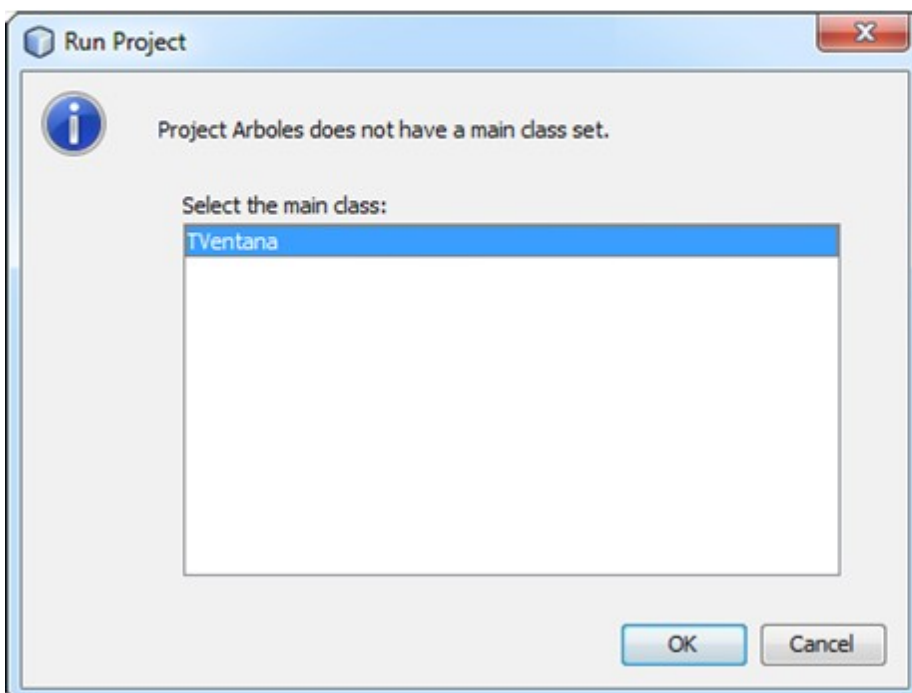 Run Project
Project Arboles does not have a main class set.
Select the main class:
TVentana
OK
Cancel